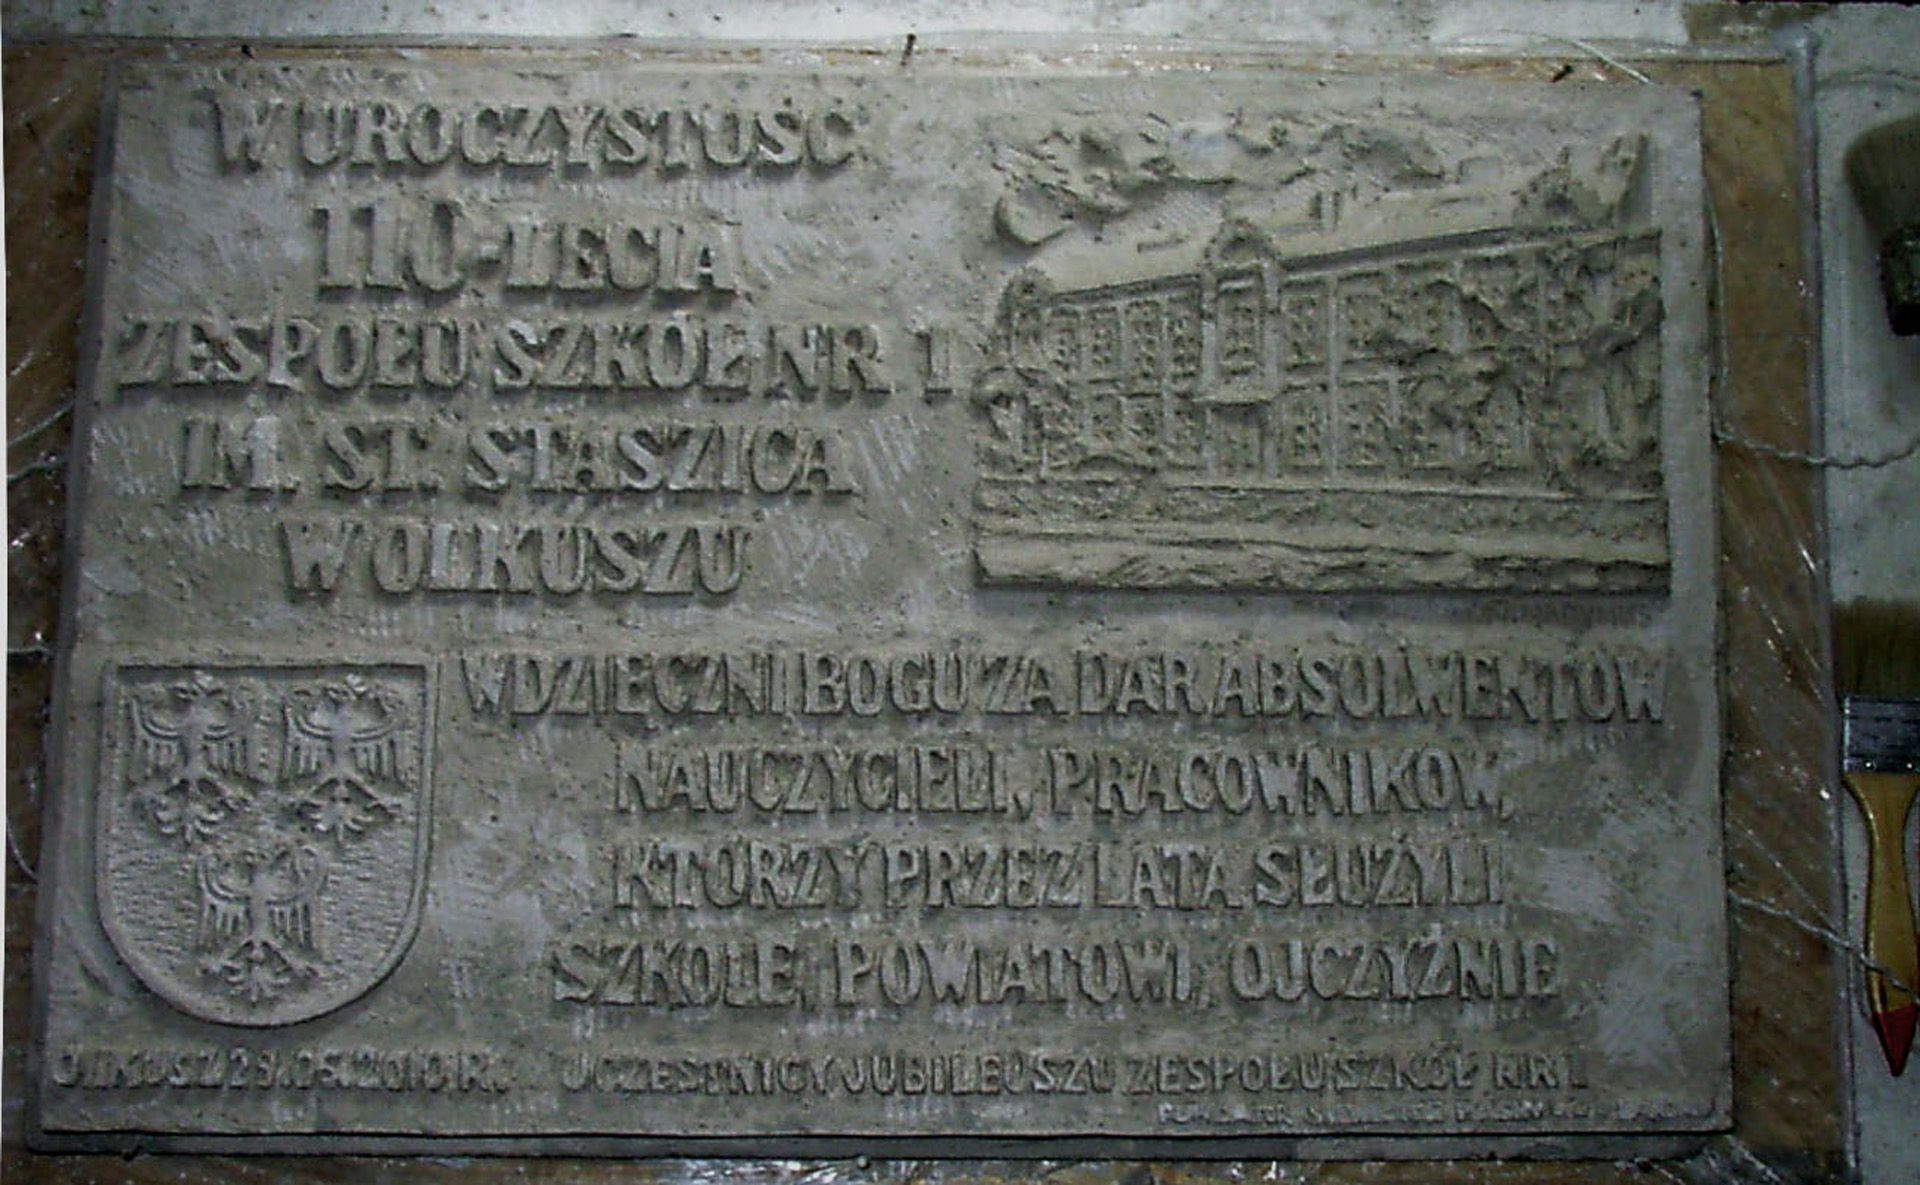 W UROCZYSTOŚĆ
110-LECIA
ZESPOŁU SZKÓŁ NR 1
IM. ST. STASZICA
W OLKUSZU
WDZIĘCZNI BOGU ZA DAR ABSOLWENTÓW
NAUCZYCIELI, PRACOWNIKÓW,
KTÓRZY PRZEZ LATA SŁUŻYLI
SZKOLE, POWIATOWI, OJCZYŹNIE
OLKUSZ 29.05.2010 R. UCZESTNICY JUBILEUSZU ZESPOŁU SZKÓŁ NR 1